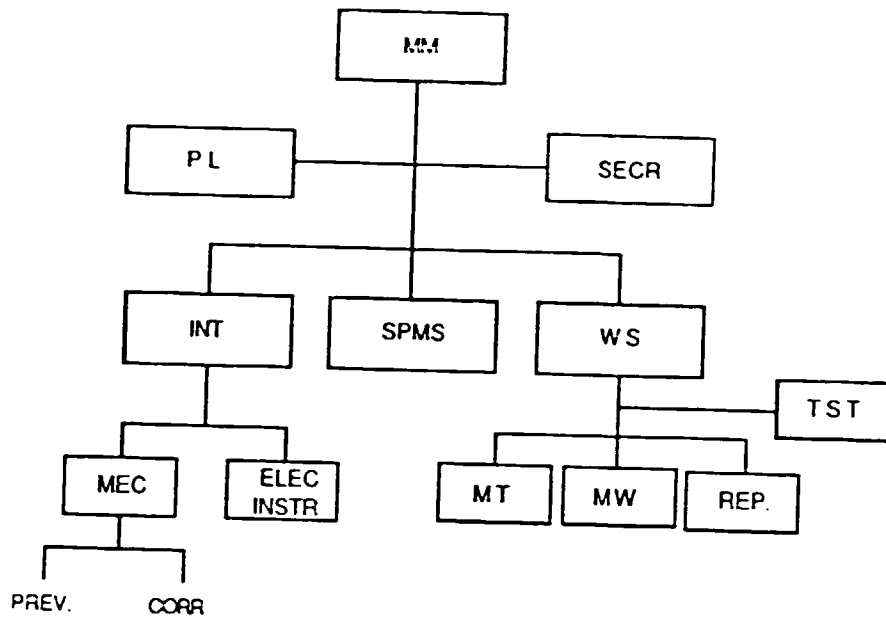 MM
PL
SECR
INT
SPMS
WS
TST
MEC
ELEC
INSTR
MT
MW
REP.
PREV.
CORR